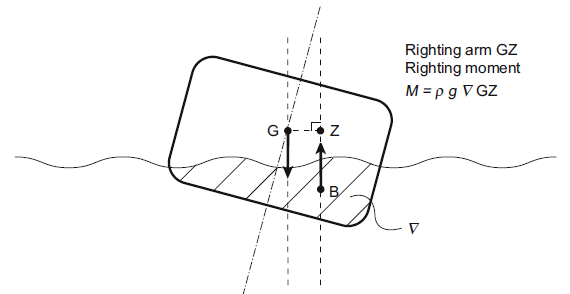 Righting arm GZ
Righting moment
M = ρ g ∇ GZ
G
Z
B
∇